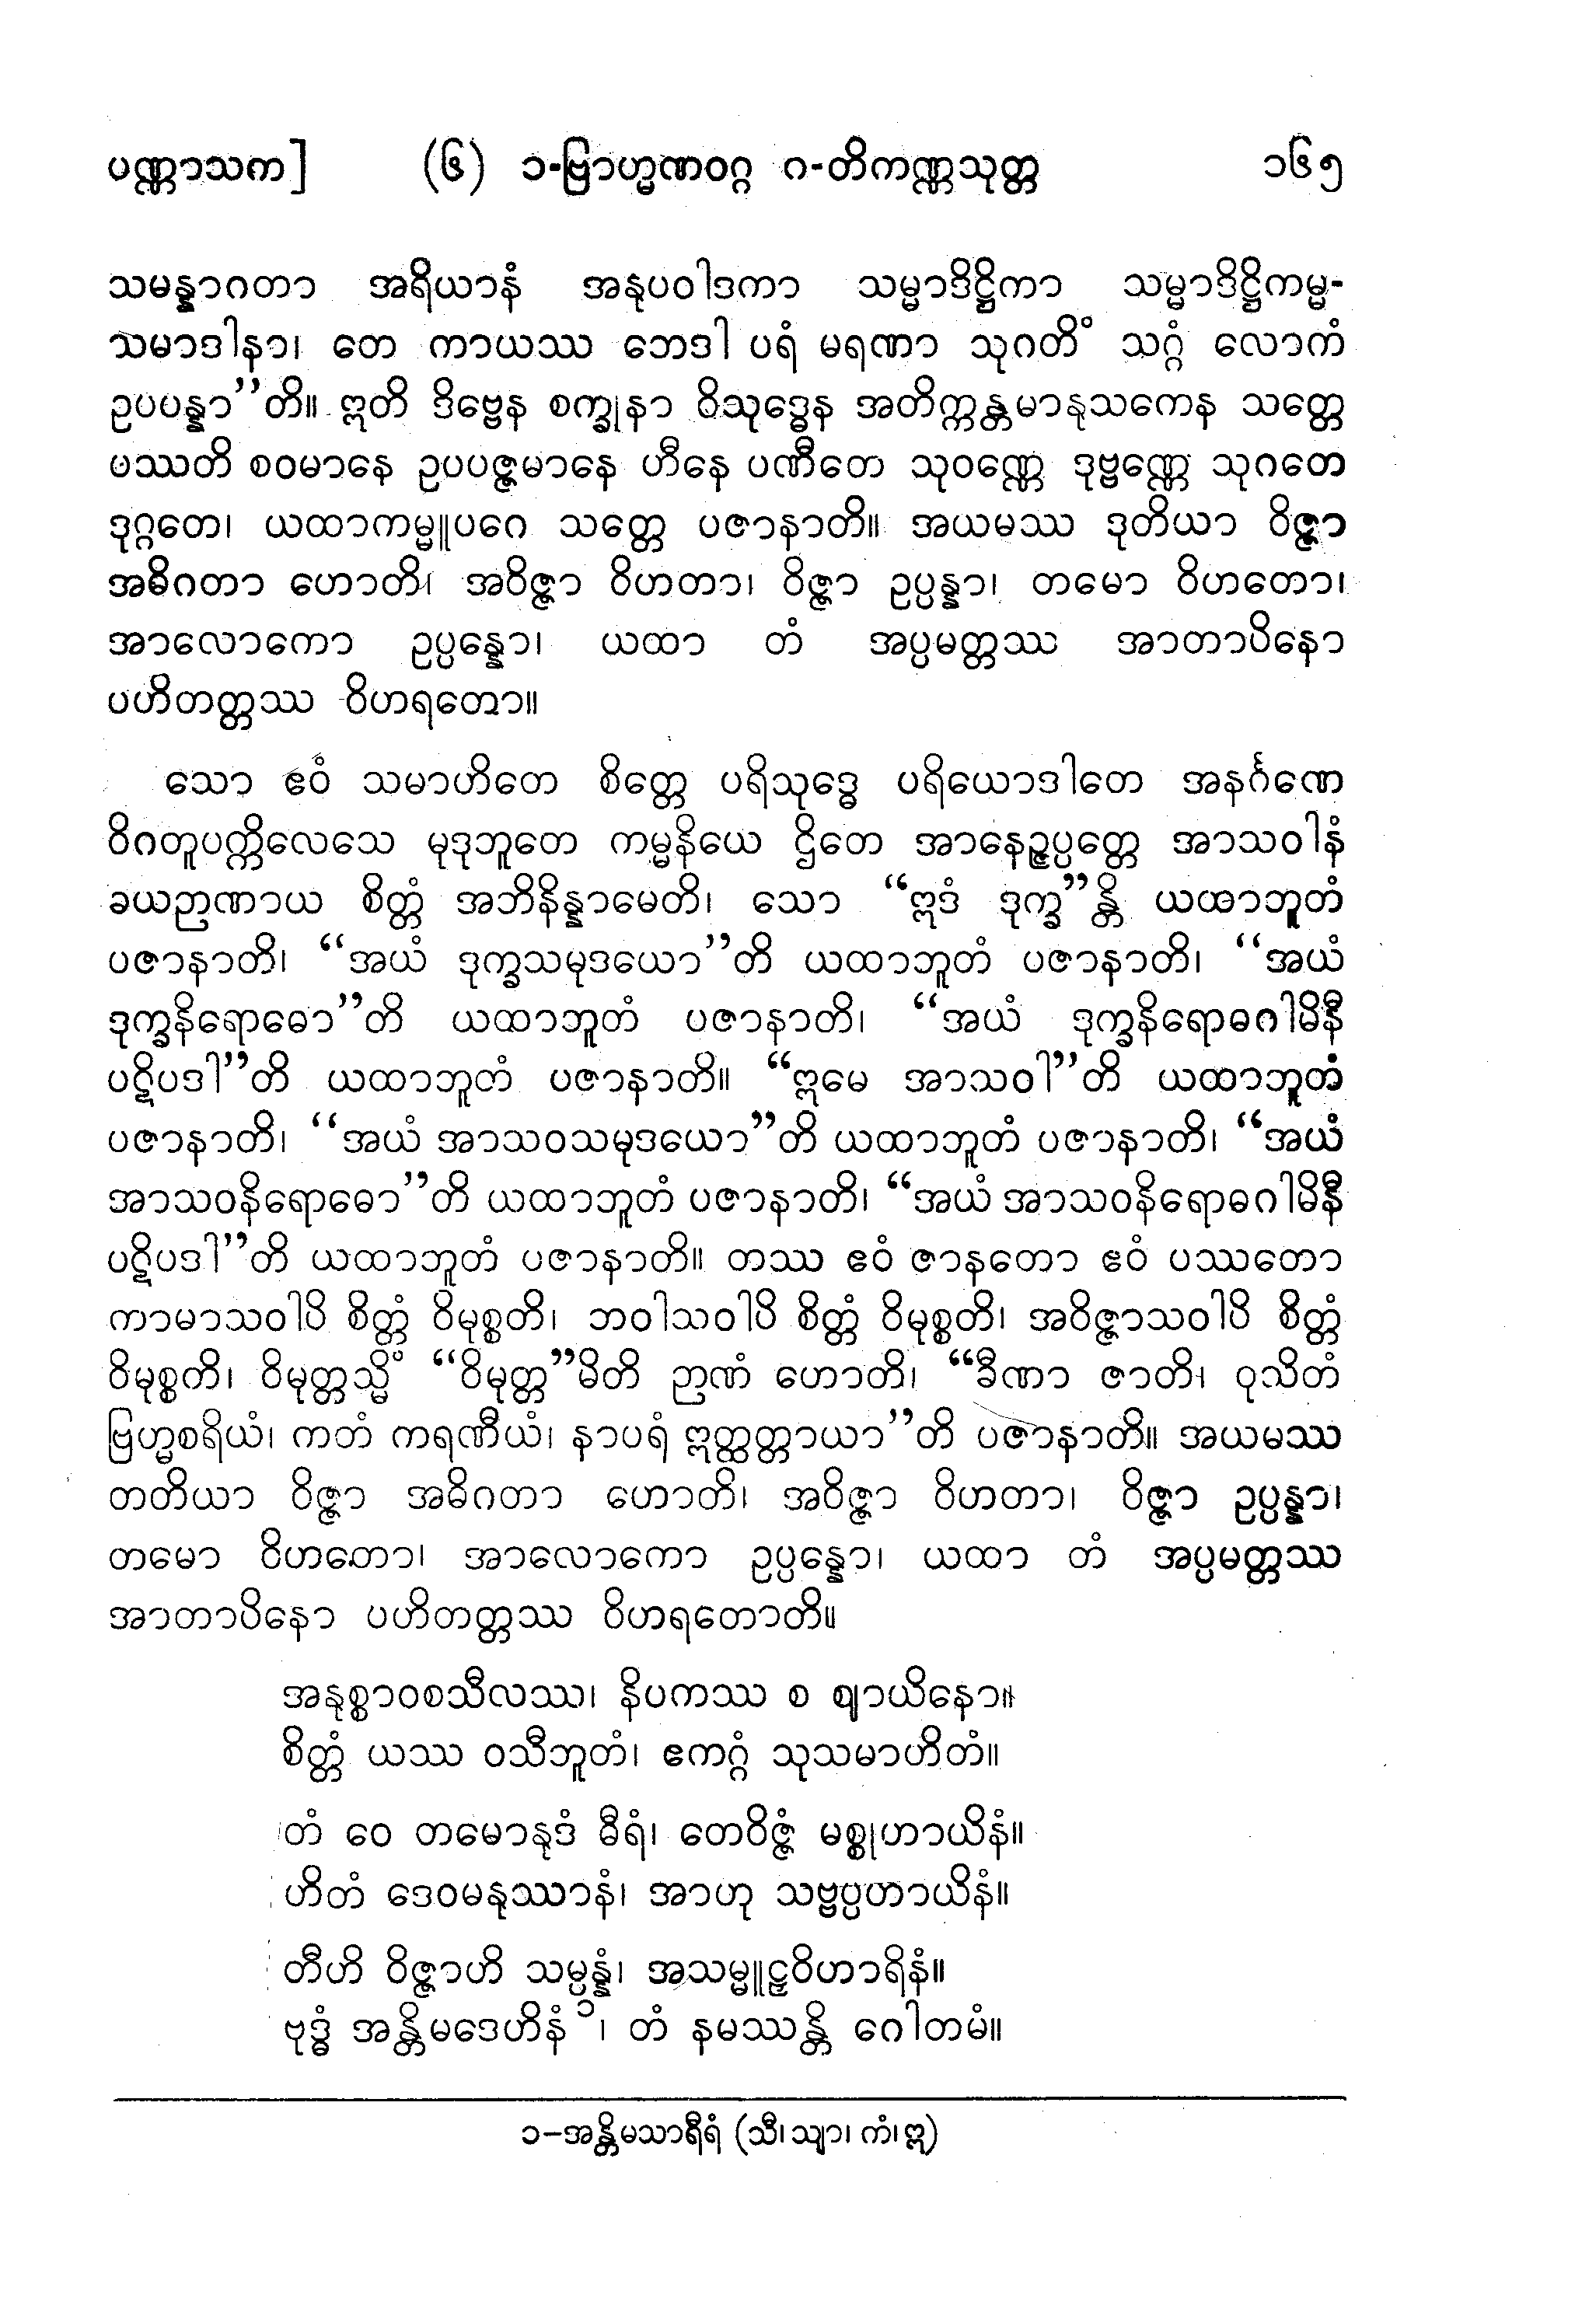 ပဏ္ဏာသက] (၆) ၁-ဗြာဟ္မဏဝဂ္ဂ ဂ-တိကဏ္ဏသုတ္တ ၁၆၅
သမန္နာဂတာ အရိယာနံ အနုပဝါဒကာ သမ္မာဒိဋ္ဌိကာ သမ္မာဒိဋ္ဌိကမ္မ-
သမာဒါနာ၊ တေ ကာယဿ ဘေဒါ ပရံ မရဏာ သုဂတိံ သဂ္ဂံ လောကံ
ဥပပန္နာ”တိ။ ဣတိ ဒိဗ္ဗေန စက္ခုနာ ဝိသုဒ္ဓေန အတိက္ကန္တမာနုသကေန သတ္တေ
ပဿတိ စဝမာနေ ဥပပဇ္ဇမာနေ ဟီနေ ပဏီတေ သုဝဏ္ဏေ ဒုဗ္ဗဏ္ဏေ သုဂတေ
ဒုဂ္ဂတေ၊ ယထာကမ္မူပဂေ သတ္တေ ပဇာနာတိ။ အယမဿ ဒုတိယာ ဝိဇ္ဇာ
အဓိဂတာ ဟောတိ၊ အဝိဇ္ဇာ ဝိဟတာ၊ ဝိဇ္ဇာ ဥပ္ပန္နာ၊ တမော ဝိဟတော၊
အာလောကော ဥပ္ပန္နော၊ ယထာ တံ အပ္ပမတ္တဿ အာတာပိနော
ပဟိတတ္တဿ ဝိဟရတော။
သော ဧဝံ သမာဟိတေ စိတ္တေ ပရိသုဒ္ဓေ ပရိယောဒါတေ အနင်္ဂဏေ
ဝိဂတူပက္ကိလေသေ မုဒုဘူတေ ကမ္မနိယေ ဌိတေ အာနေဉ္ဇပ္ပတ္တေ အာသဝါနံ
ခယဉာဏာယ စိတ္တံ အဘိနိန္နာမေတိ၊ သော “ဣဒံ ဒုက္ခ”န္တိ ယထာဘူတံ
ပဇာနာတိ၊ “အယံ ဒုက္ခသမုဒယော”တိ ယထာဘူတံ ပဇာနာတိ၊ “အယံ
ဒုက္ခနိရောဓော”တိ ယထာဘူတံ ပဇာနာတိ၊ “အယံ ဒုက္ခနိရောဓဂါမိနီ
ပဋိပဒါ”တိ ယထာဘူတံ ပဇာနာတိ။ “ဣမေ အာသဝါ”တိ ယထာဘူတံ
ပဇာနာတိ၊ “အယံ အာသဝသမုဒယော”တိ ယထာဘူတံ ပဇာနာတိ၊ “အယံ
အာသဝနိရောဓော”တိ ယထာဘူတံ ပဇာနာတိ၊ “အယံ အာသဝနိရောဓဂါမိနီ
ပဋိပဒါ”တိ ယထာဘူတံ ပဇာနာတိ။ တဿ ဧဝံ ဇာနတော ဧဝံ ပဿတော
ကာမာသဝါပိ စိတ္တံ ဝိမုစ္စတိ၊ ဘဝါသဝါပိ စိတ္တံ ဝိမုစ္စတိ၊ အဝိဇ္ဇာသဝါပိ စိတ္တံ
ဝိမုစ္စတိ၊ ဝိမုတ္တသ္မိံ “ဝိမုတ္တ”မိတိ ဉာဏံ ဟောတိ၊ “ခီဏာ ဇာတိ၊ ဝုသိတံ
ဗြဟ္မစရိယံ၊ ကတံ ကရဏီယံ၊ နာပရံ ဣတ္ထတ္တာယာ”တိ ပဇာနာတိ။ အယမဿ
တတိယာ ဝိဇ္ဇာ အဓိဂတာ ဟောတိ၊ အဝိဇ္ဇာ ဝိဟတာ၊ ဝိဇ္ဇာ ဥပ္ပန္နာ၊
တမော ဝိဟတော၊ အာလောကော ဥပ္ပန္နော၊ ယထာ တံ အပ္ပမတ္တဿ
အာတာပိနော ပဟိတတ္တဿ ဝိဟရတောတိ။
အနုစ္စာဝစသီလဿ၊ နိပကဿ စ ဈာယိနော။
စိတ္တံ ယဿ ဝသီဘူတံ၊ ဧကဂ္ဂံ သုသမာဟိတံ။
တံ ဝေ တမောနုဒံ ဓီရံ၊ တေဝိဇ္ဇံ မစ္စုဟာယိနံ။
ဟိတံ ဒေဝမနုဿာနံ၊ အာဟု သဗ္ဗပ္ပဟာယိနံ။
တီဟိ ဝိဇ္ဇာဟိ သမ္ပန္နံ၊ အသမ္မူဠှဝိဟာရိနံ။
ဗုဒ္ဓံ အန္တိမဒေဟိနံ ၁၊ တံ နမဿန္တိ ဂေါတမံ။
၁–အန္တိမသာရီရံ (သီ၊ သျာ၊ ကံ၊ ဣ)